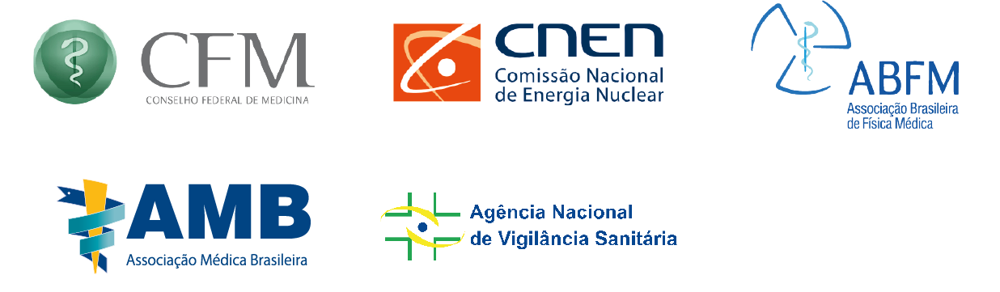 CFM
CONSELHO FEDERAL DE MEDICINA
CNEN
Comissão Nacional
de Energia Nuclear
ABFM
Associação Brasileira
de Física Médica
AMB
Associação Médica Brasileira
Agência Nacional
de Vigilância Sanitária